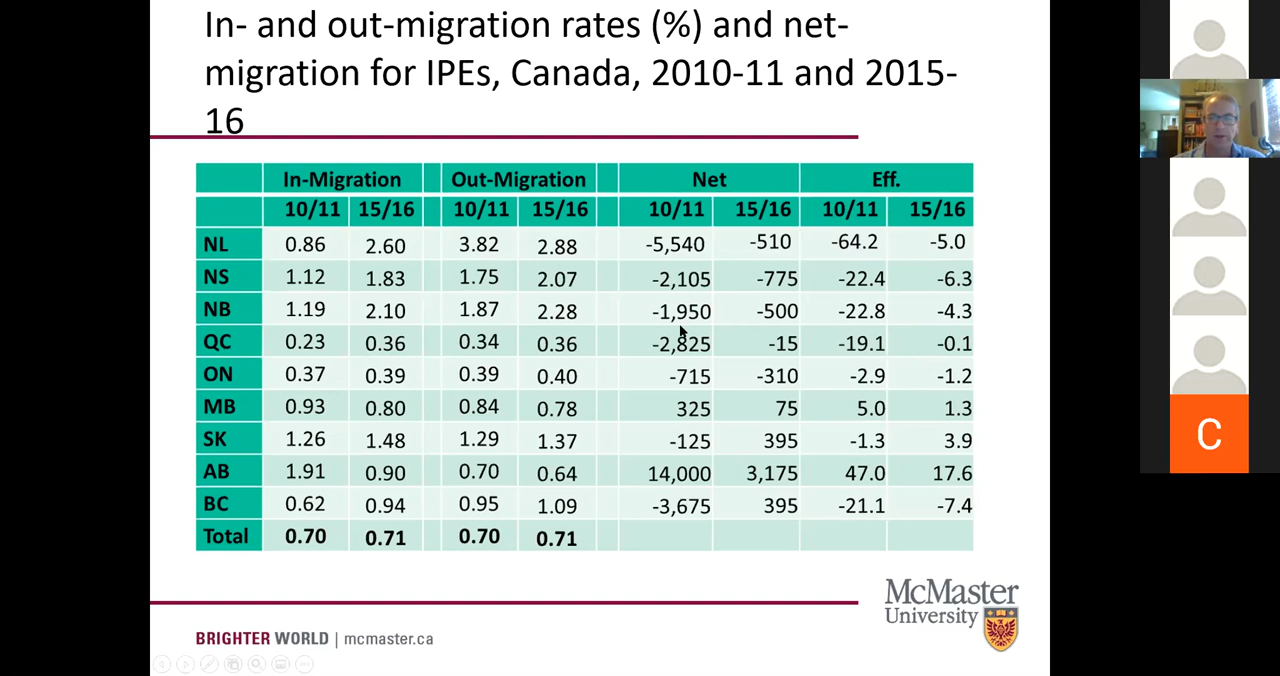 In- and out-migration rates (%) and net-
migration for IPEs, Canada, 2010-11 and 2015-
16
In-Migration Out-Migration Net Eff.
10/11 15/16 10/11 15/16 10/11 15/16 10/11 15/16
NL 0.86 2.60 3.82 2.88 -5,540 -510 -64.2 -5.0
NS 1.12 1.83 1.75 2.07 -2,105 -775 -22.4 -6.3
NB 1.19 2.10 1.87 2.28 -1,950 -500 -22.8 -4.3
QC 0.23 0.36 0.34 0.36 -2,825 -15 -19.1 -0.1
ON 0.37 0.39 0.39 0.40 -715 -310 -2.9 -1.2
MB 0.93 0.80 0.84 0.78 325 75 5.0 1.3
SK 1.26 1.48 1.29 1.37 -125 395 -1.3 3.9
AB 1.91 0.90 0.70 0.64 14,000 3,175 47.0 17.6
BC 0.62 0.94 0.95 1.09 -3,675 395 -21.1 -7.4
Total 0.70 0.71 0.70 0.71
McMaster
University
BRIGHTER WORLD | mcmaster.ca
C